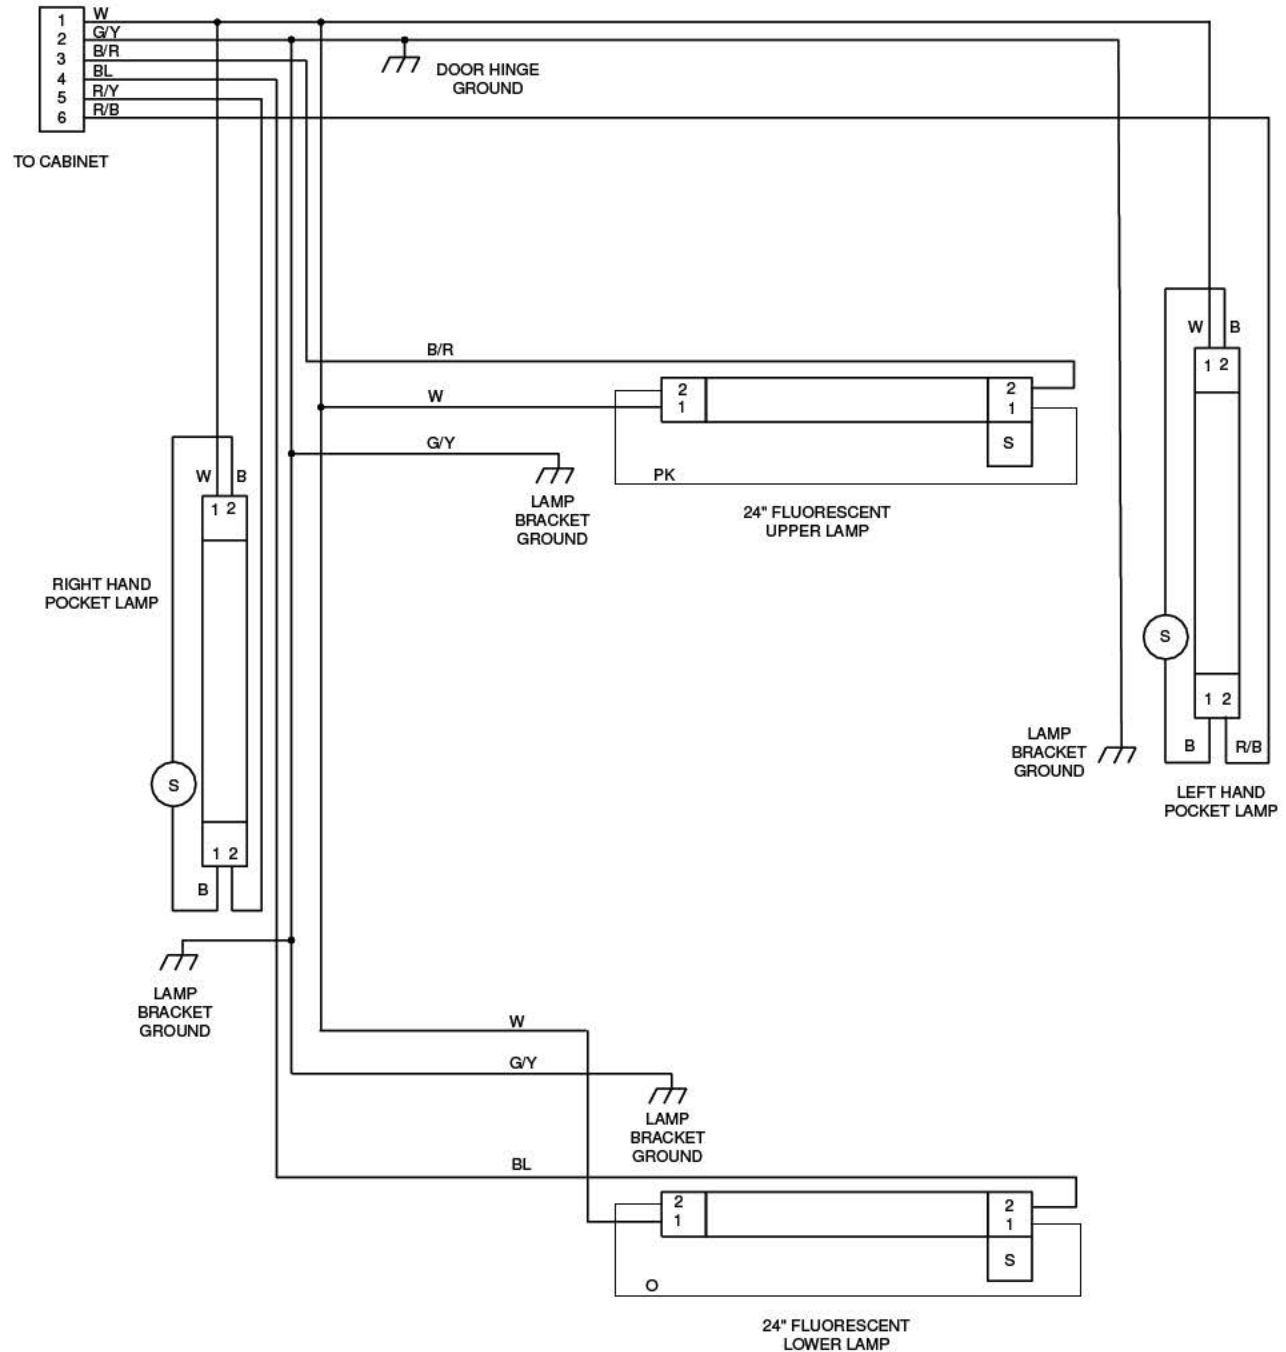 1 W
2 G/Y
3 B/R
4 BL
5 R/Y
6 R/B
TO CABINET
DOOR HINGE
GROUND
W B
1 2
B/R
W
G/Y
2
1
2
1
S
PK
LAMP
BRACKET
GROUND
24" FLUORESCENT
UPPER LAMP
W B
1 2
RIGHT HAND
POCKET LAMP
S
1 2
B
LAMP
BRACKET
GROUND
S
1 2
B R/B
LAMP
BRACKET
GROUND
LEFT HAND
POCKET LAMP
W
G/Y
LAMP
BRACKET
GROUND
BL
2
1
2
1
S
O
24" FLUORESCENT
LOWER LAMP